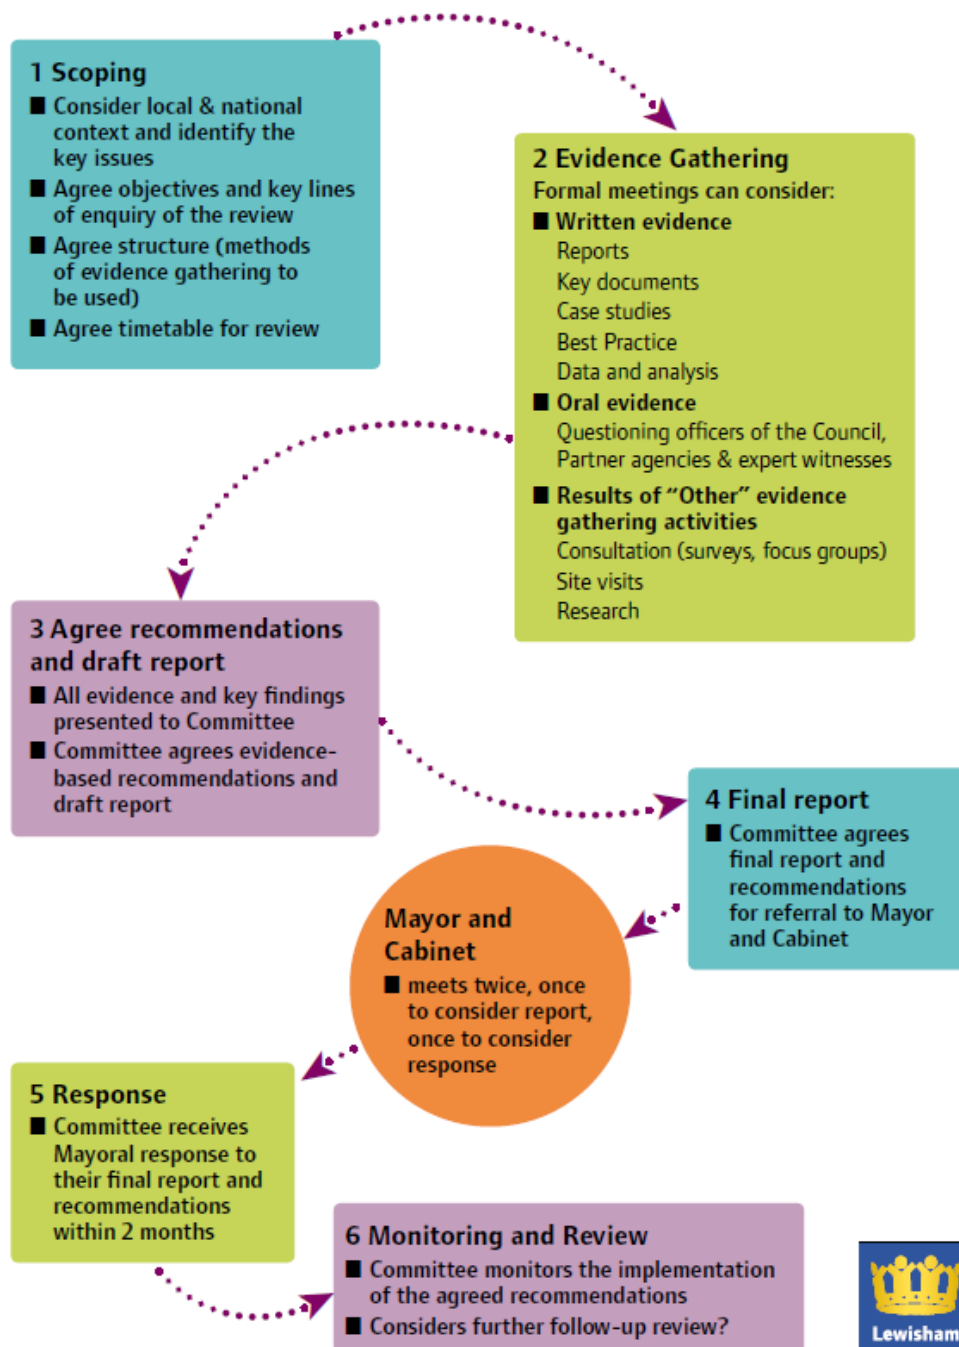 1 Scoping
■ Consider local & national
context and identify the
key issues
■ Agree objectives and key lines
of enquiry of the review
■ Agree structure (methods
of evidence gathering to
be used)
■ Agree timetable for review
2 Evidence Gathering
Formal meetings can consider:
■ Written evidence
Reports
Key documents
Case studies
Best Practice
Data and analysis
■ Oral evidence
Questioning officers of the Council,
Partner agencies & expert witnesses
■ Results of “Other” evidence
gathering activities
Consultation (surveys, focus groups)
Site visits
Research
3 Agree recommendations
and draft report
■ All evidence and key findings
presented to Committee
■ Committee agrees evidence-
based recommendations and
draft report
4 Final report
■ Committee agrees
final report and
recommendations
for referral to Mayor
and Cabinet
Mayor and
Cabinet
■ meets twice, once
to consider report,
once to consider
response
5 Response
■ Committee receives
Mayoral response to
their final report and
recommendations
within 2 months
6 Monitoring and Review
■ Committee monitors the implementation
of the agreed recommendations
■ Considers further follow-up review?
Lewisham